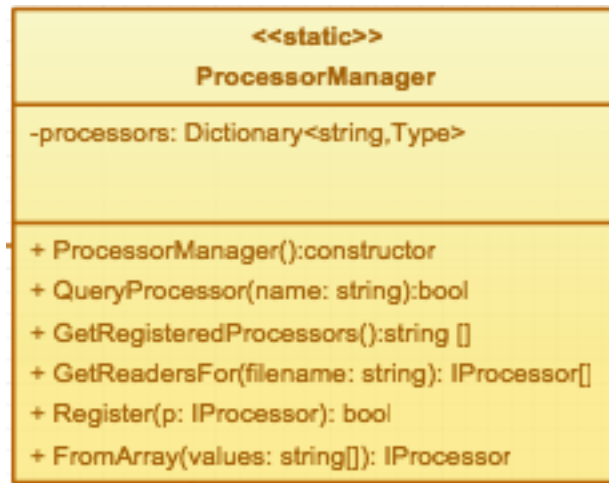 <<static>>
ProcessorManager
-processors: Dictionary<string,Type>
+ ProcessorManager():constructor
+ QueryProcessor(name: string):bool
+ GetRegisteredProcessors():string []
+ GetReadersFor(filename: string): IProcessor[]
+ Register(p: IProcessor): bool
+ FromArray(values: string[]): IProcessor